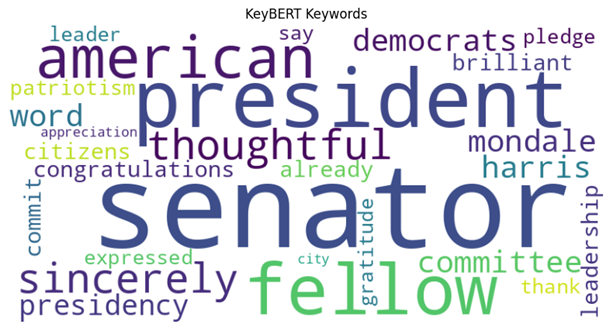 KeyBERT Keywords
leader
say
democrats
pledge
american
president
brilliant
patriotism
word
appreciation
thoughtful
mondale
citizens
congratulations
already
harris
senator
commit
gratitude
leadership
expressed
city
committee
sincerely
fellow
thank
presidency